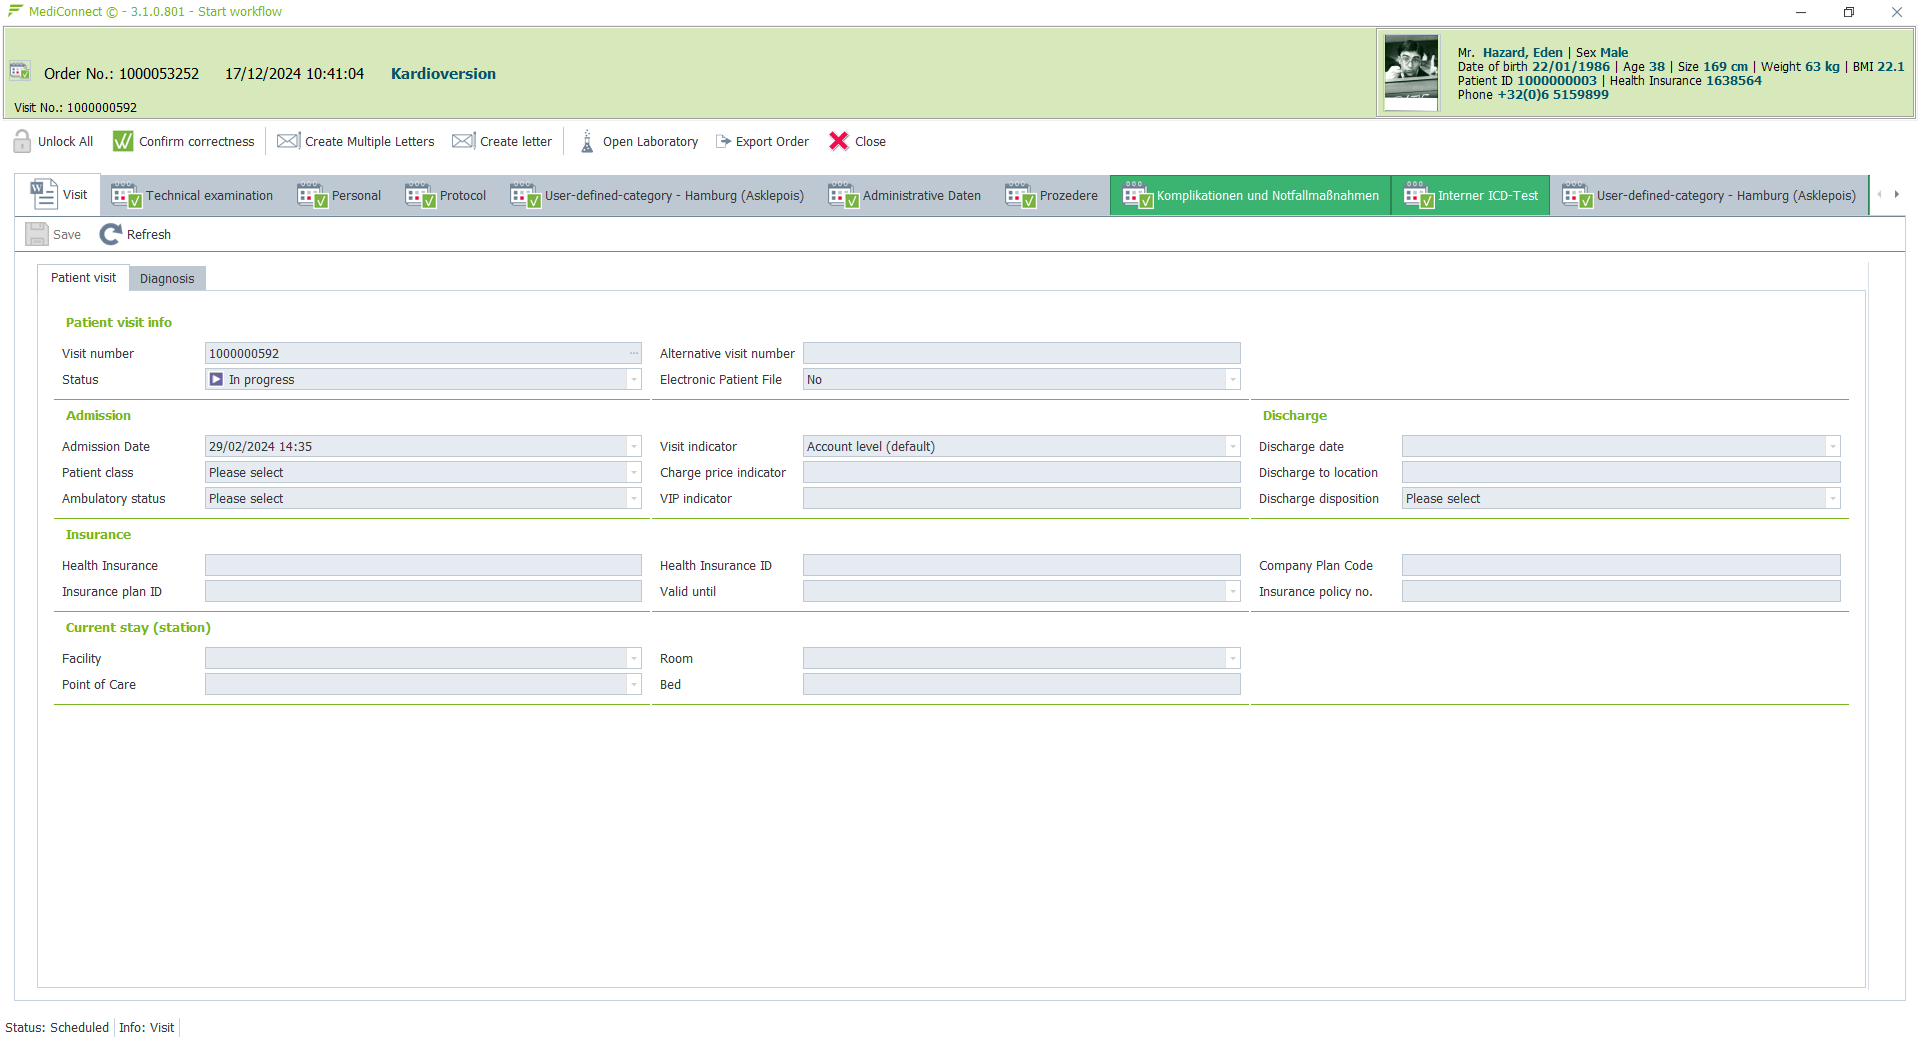 MediConnect © - 3.1.0.801 - Start workflow
Order No.: 1000053252 17/12/2024 10:41:04 Kardioversion
Visit No.: 1000000592
Mr. Hazard, Eden | Sex Male
Date of birth 22/01/1986 | Age 38 | Size 169 cm | Weight 63 kg | BMI 22.1
Patient ID 1000000003 | Health Insurance 1638564
Phone +32(0)6 5159899
Unlock All Confirm correctness Create Multiple Letters Create letter Open Laboratory Export Order Close
Visit Technical examination Personal Protocol User-defined-category - Hamburg (Asklepois) Administrative Daten Prozedere Komplikationen und Notfallmaßnahmen Interner ICD-Test User-defined-category - Hamburg (Asklepois)
Save Refresh
Patient visit Diagnosis
Patient visit info
Visit number 1000000592 ... Alternative visit number
Status In progress Electronic Patient File No
Admission Discharge
Admission Date 29/02/2024 14:35 Visit indicator Account level (default) Discharge date
Patient class Please select Charge price indicator Discharge to location
Ambulatory status Please select VIP indicator Discharge disposition Please select
Insurance
Health Insurance Health Insurance ID Company Plan Code
Insurance plan ID Valid until Insurance policy no.
Current stay (station)
Facility Room
Point of Care Bed
Status: Scheduled Info: Visit